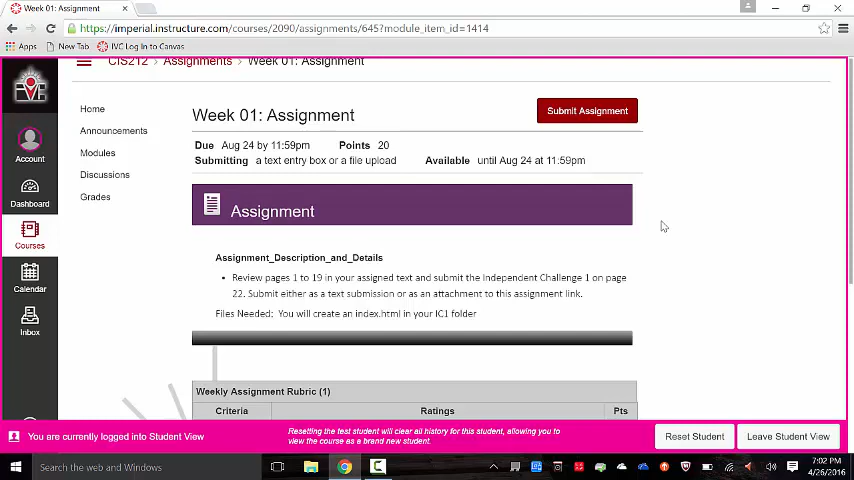 Week 01: Assignment
https://imperial.instructure.com/courses/2090/assignments/645?module_item_id=1414
Apps New Tab IVC Log In to Canvas
CIS212 > Assignments > Week 01: Assignment
IVC
Account
Dashboard
Courses
Calendar
Inbox
Home
Announcements
Modules
Discussions
Grades
Week 01: Assignment
Submit Assignment
Due Aug 24 by 11:59pm Points 20
Submitting a text entry box or a file upload Available until Aug 24 at 11:59pm
Assignment
Assignment_Description_and_Details
• Review pages 1 to 19 in your assigned text and submit the Independent Challenge 1 on page
22. Submit either as a text submission or as an attachment to this assignment link.
Files Needed: You will create an index.html in your IC1 folder
Weekly Assignment Rubric (1)
Criteria Ratings Pts
You are currently logged into Student View
Resetting the test student will clear all history for this student, allowing you to
view the course as a brand new student.
Reset Student
Leave Student View
Search the web and Windows
7:02 PM
4/26/2016